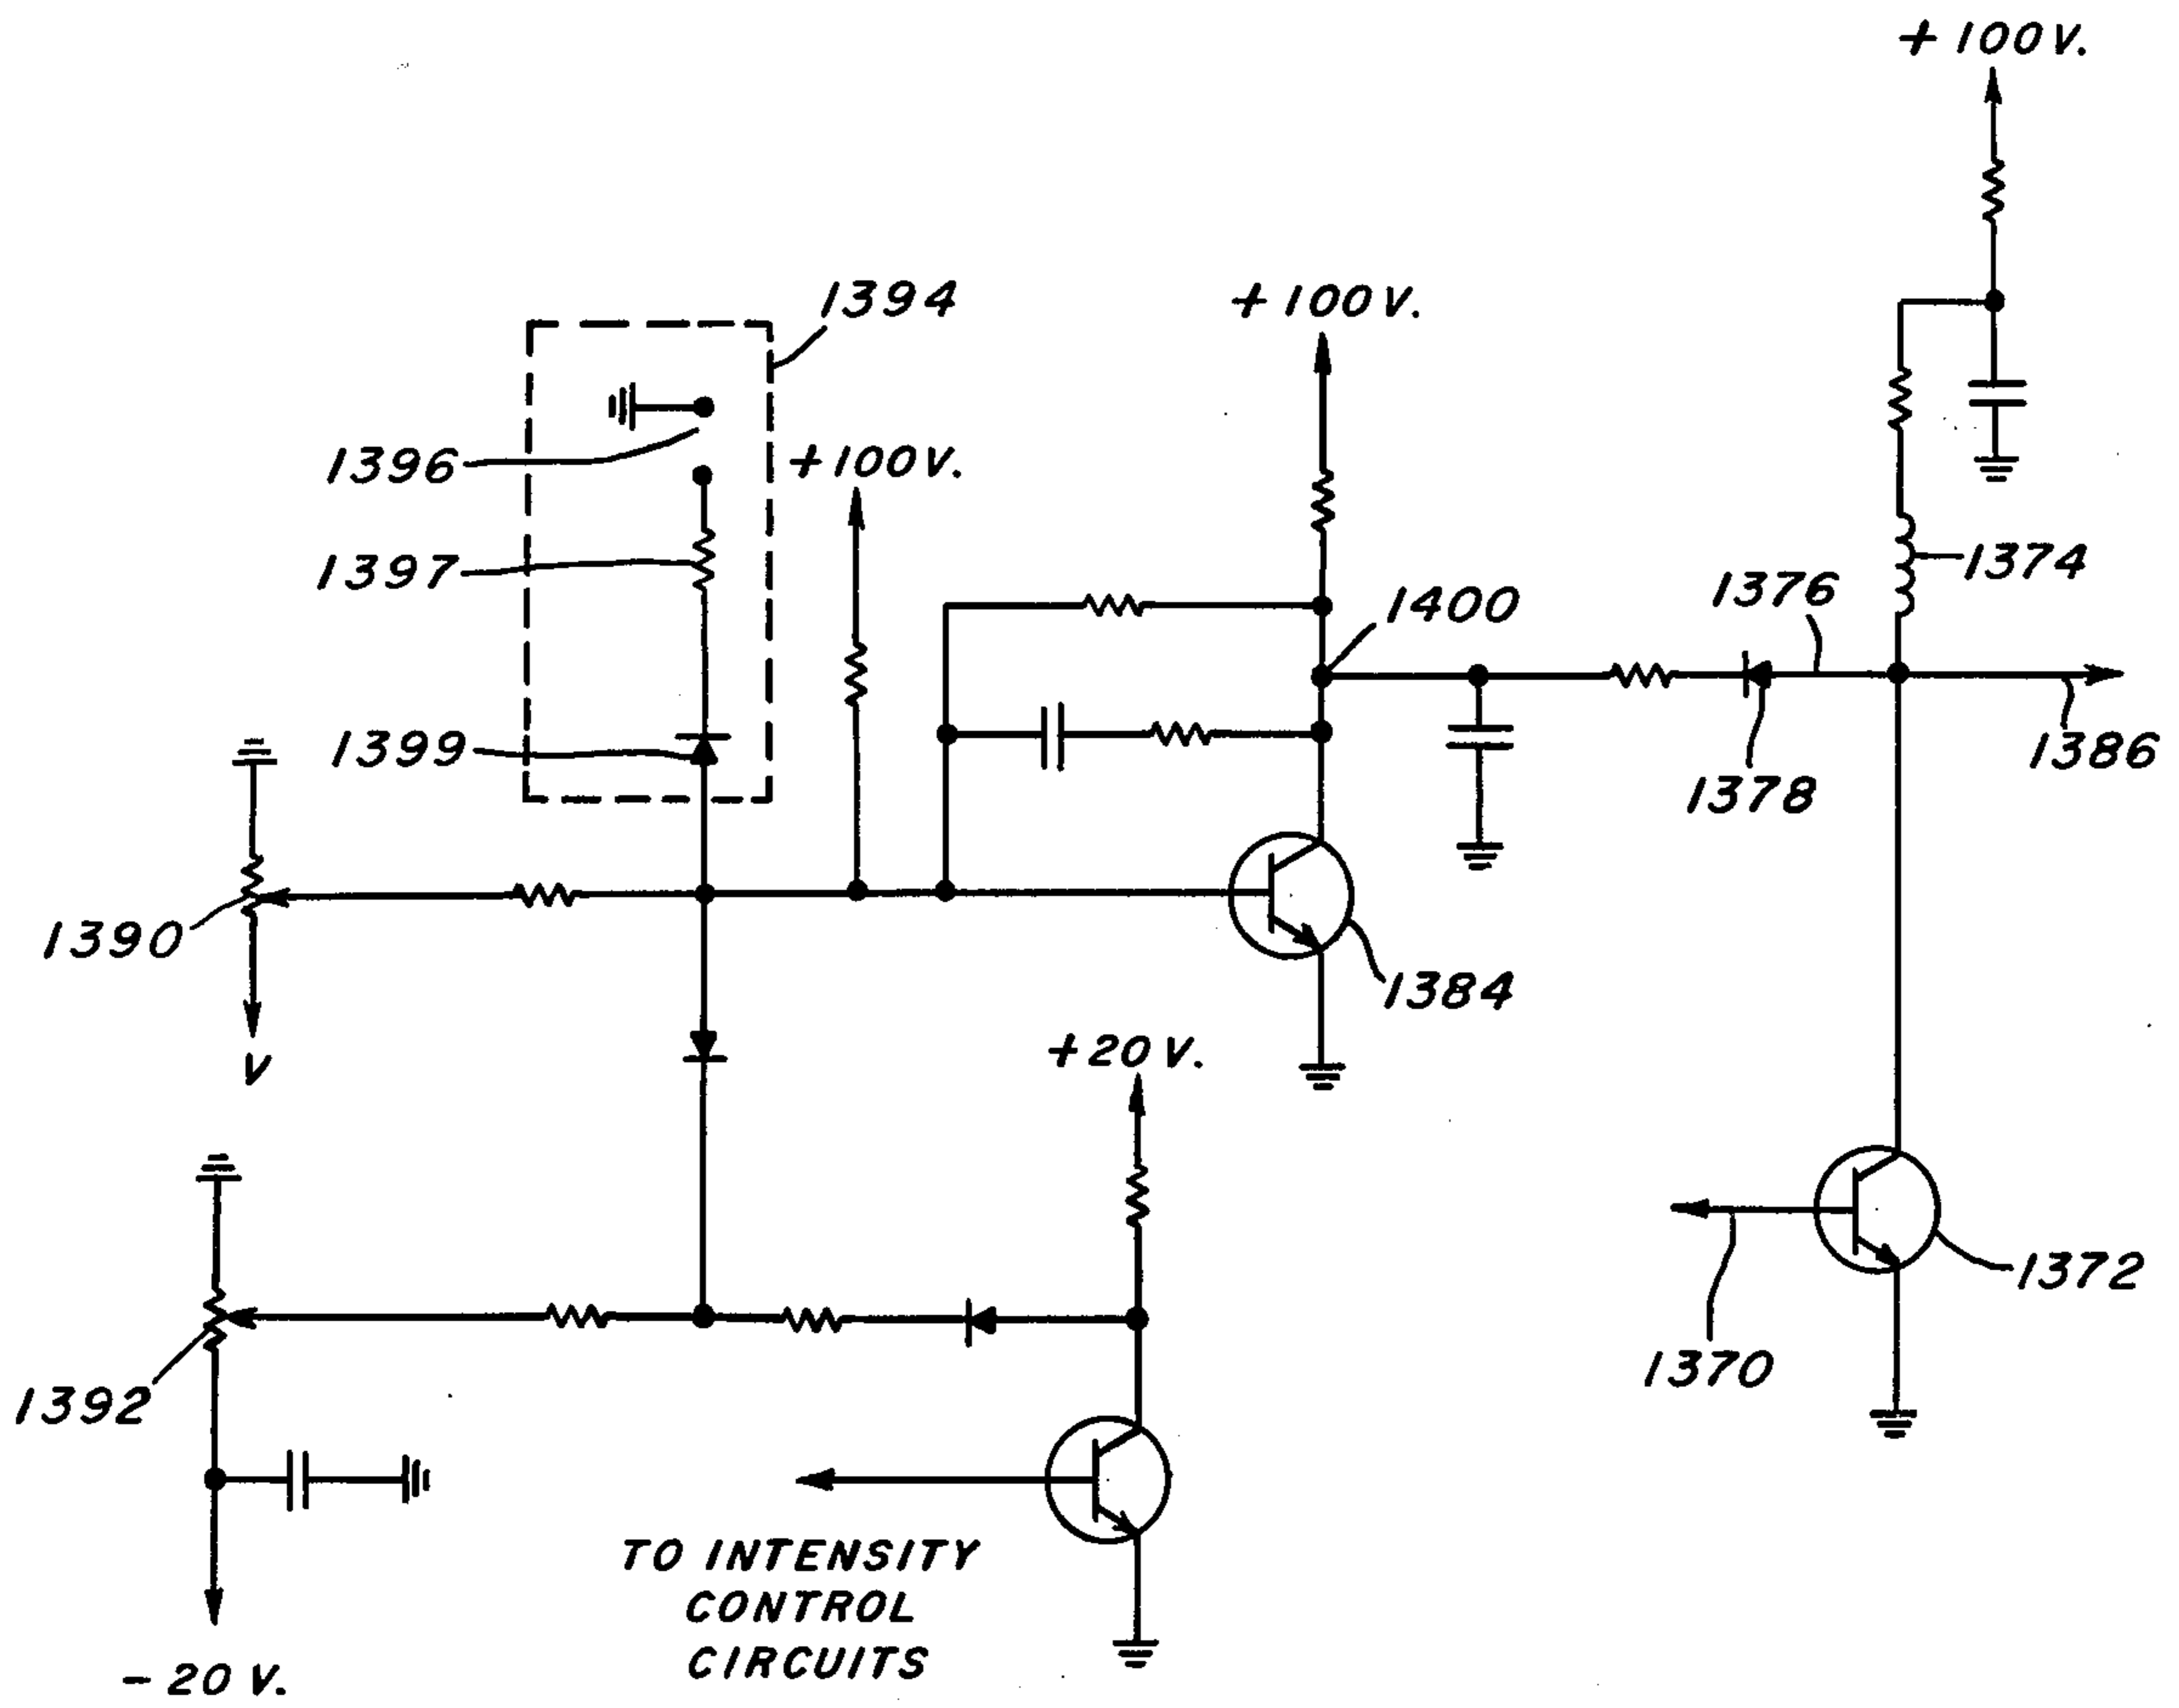 +100V.
1394
+100V.
1396
+100V.
1397
1374
1376
1400
1399
1386
1378
1390
1384
V
+20V.
1372
1370
1392
TO INTENSITY
CONTROL
CIRCUITS
-20V.